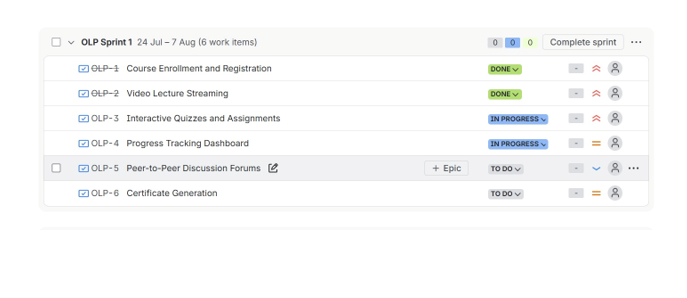 OLP Sprint 1 24 Jul – 7 Aug (6 work items) 0 0 0 Complete sprint
OLP-1 Course Enrollment and Registration DONE -
OLP-2 Video Lecture Streaming DONE -
OLP-3 Interactive Quizzes and Assignments IN PROGRESS -
OLP-4 Progress Tracking Dashboard IN PROGRESS -
OLP-5 Peer-to-Peer Discussion Forums + Epic TO DO -
OLP-6 Certificate Generation TO DO -